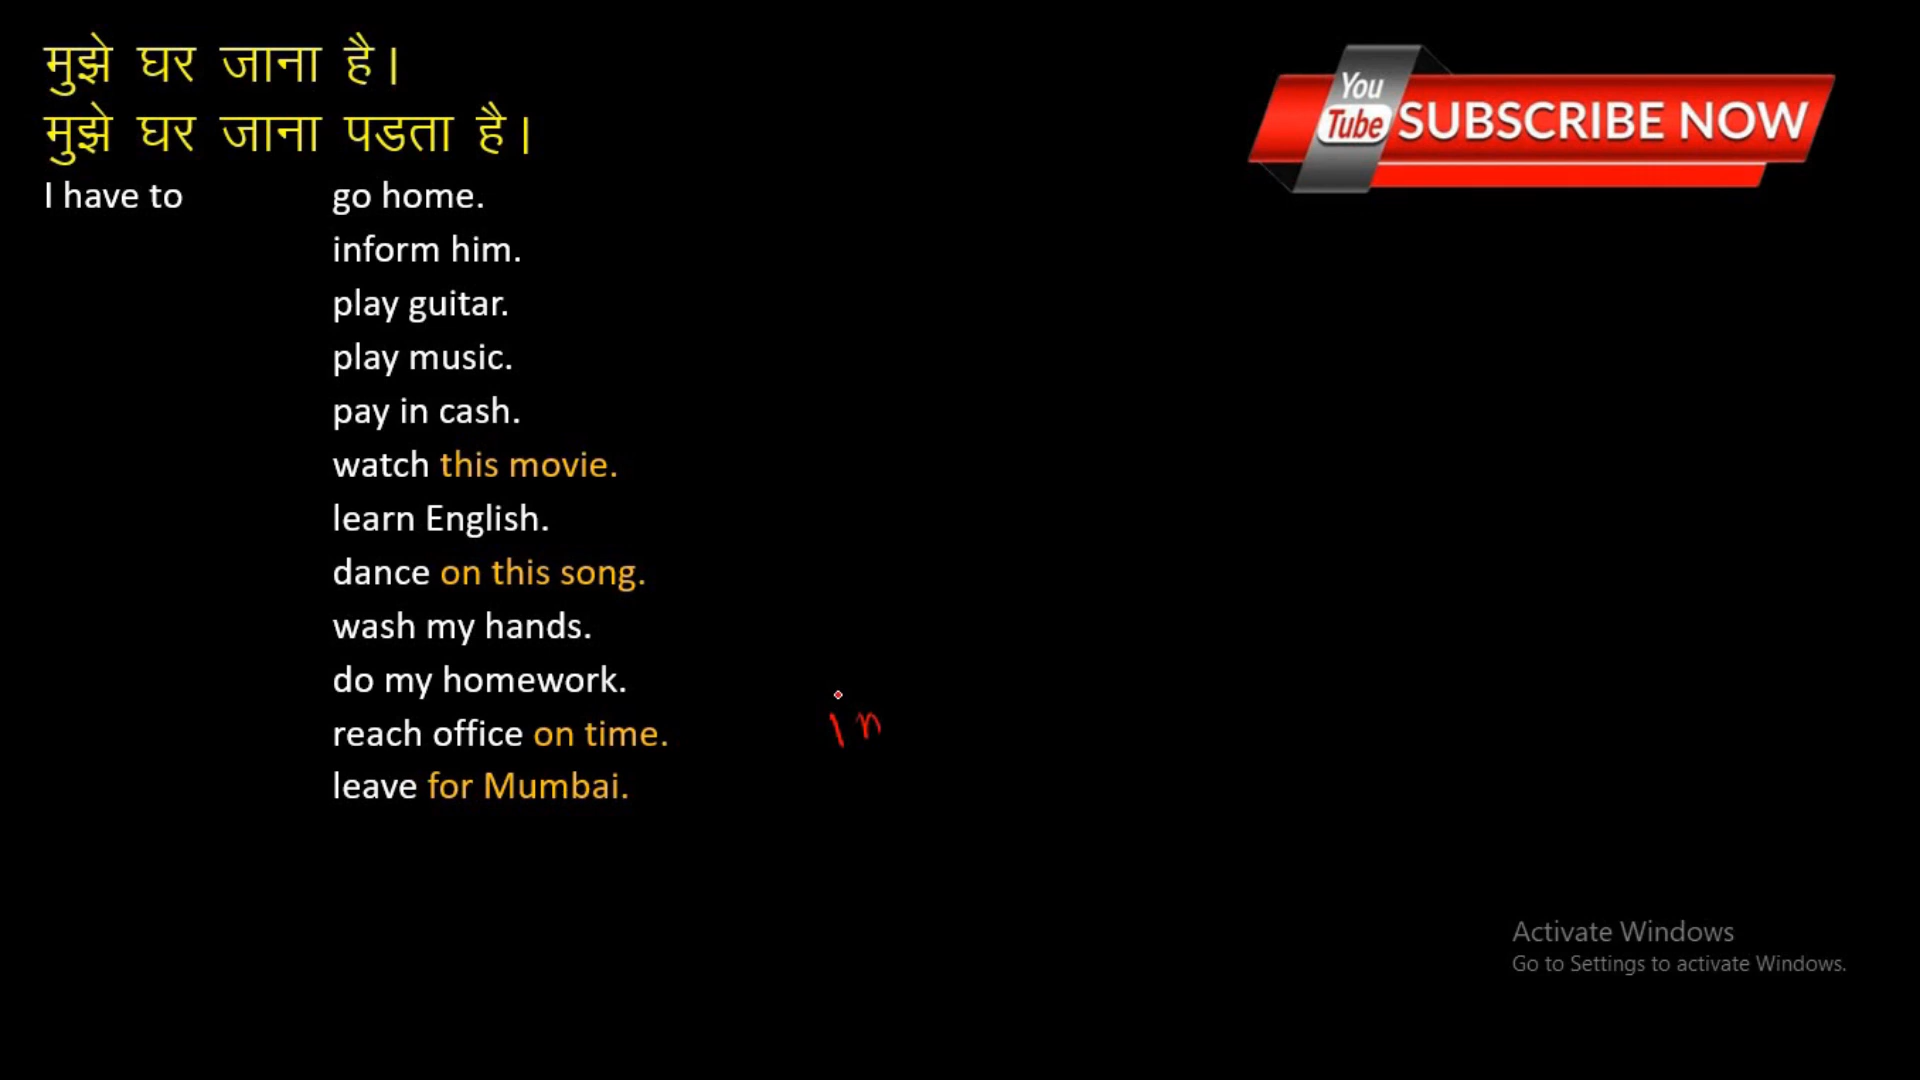 मुझे घर जाना है।
मुझे घर जाना पडता है।
I have to go home.
inform him.
play guitar.
play music.
pay in cash.
watch this movie.
learn English.
dance on this song.
wash my hands.
do my homework.
reach office on time.
in
leave for Mumbai.
You
Tube SUBSCRIBE NOW
Activate Windows
Go to Settings to activate Windows.